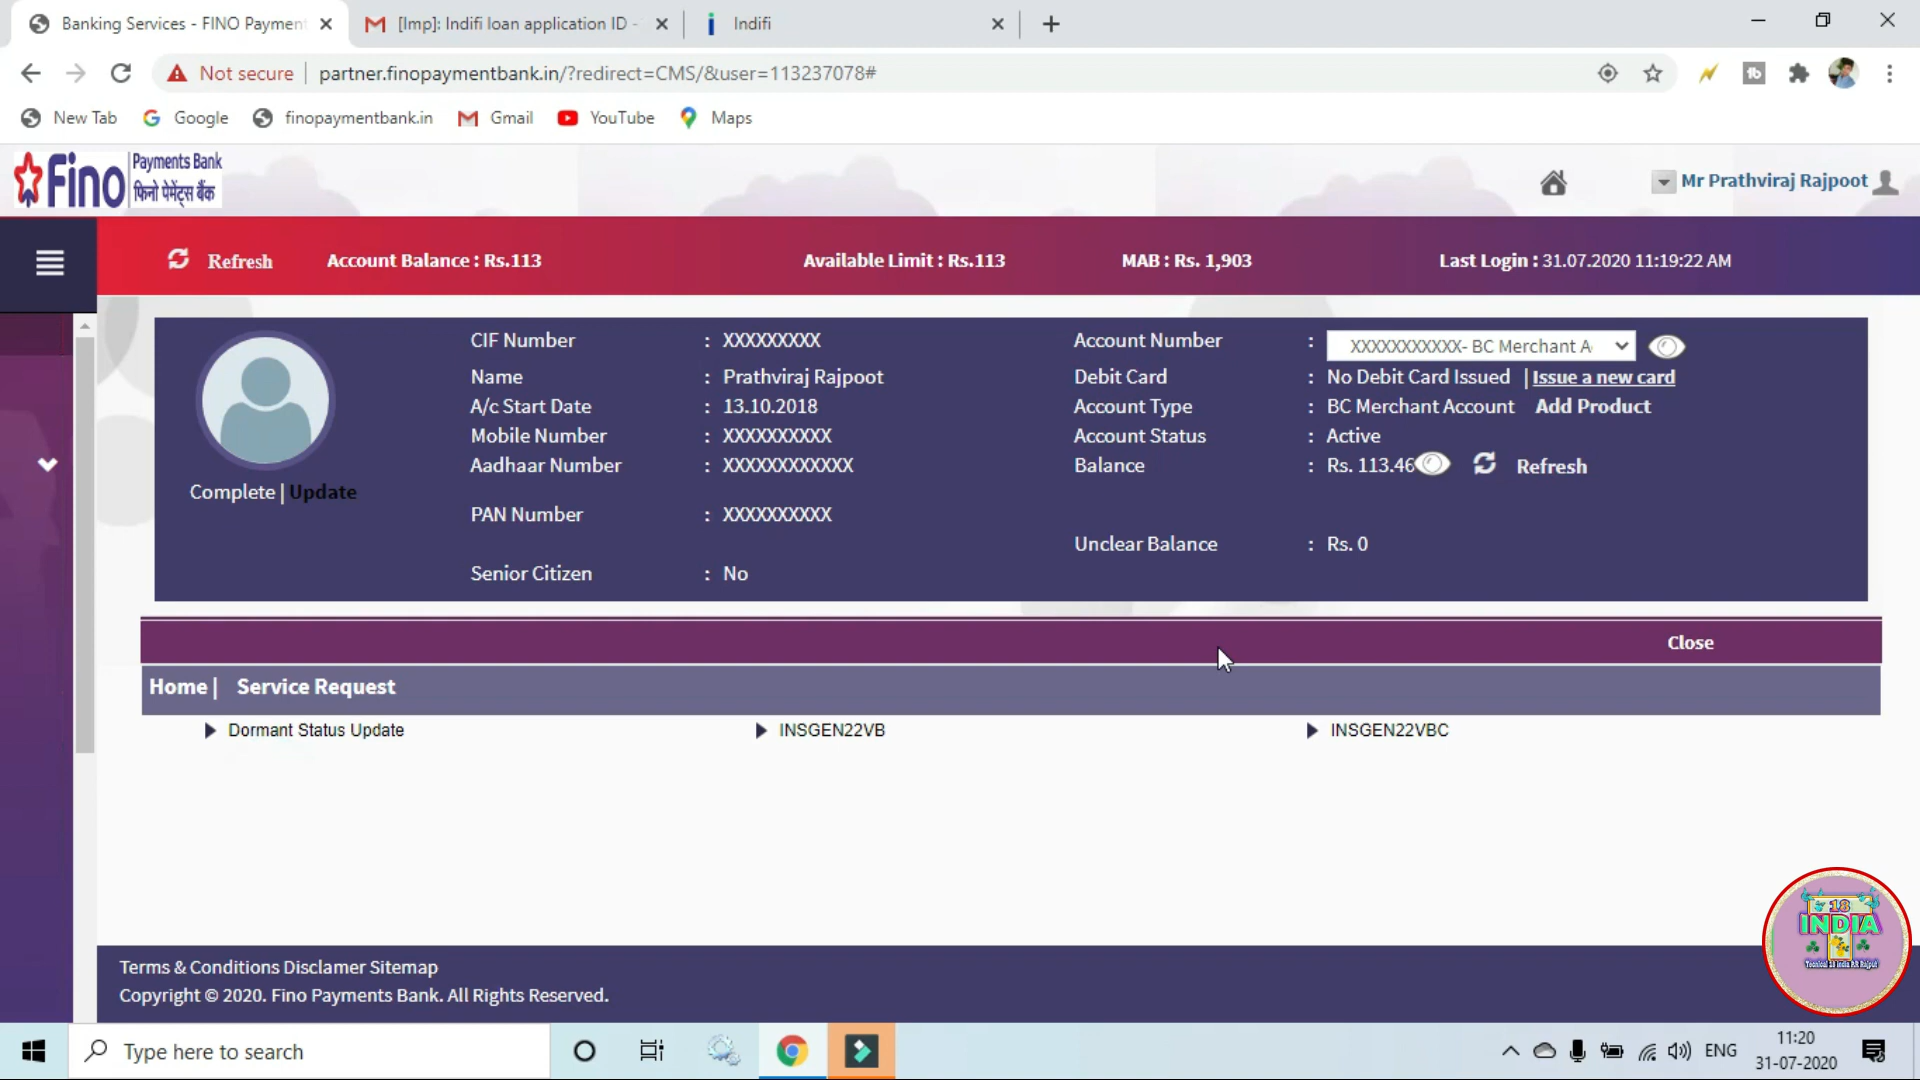 Banking Services - FINO Payment
[Imp]: Indifi loan application ID -
Indifi
Not secure
partner.finopaymentbank.in/?redirect=CMS/&user=113237078#
New Tab
Google
finopaymentbank.in
Gmail
YouTube
Maps
Fino
Payments Bank
फिनो पेमेंट्स बैंक
Mr Prathviraj Rajpoot
Refresh
Account Balance : Rs.113
Available Limit : Rs.113
MAB : Rs. 1,903
Last Login : 31.07.2020 11:19:22 AM
CIF Number : XXXXXXXXX
Account Number : XXXXXXXXXXX- BC Merchant A
Name : Prathviraj Rajpoot
Debit Card : No Debit Card Issued | Issue a new card
A/c Start Date : 13.10.2018
Account Type : BC Merchant Account Add Product
Mobile Number : XXXXXXXXXX
Account Status : Active
Aadhaar Number : XXXXXXXXXXXX
Balance : Rs. 113.46 Refresh
Complete | Update
PAN Number : XXXXXXXXXX
Unclear Balance : Rs. 0
Senior Citizen : No
Close
Home | Service Request
Dormant Status Update
INSGEN22VB
INSGEN22VBC
18
INDIA
Terms & Conditions Disclamer Sitemap
Copyright © 2020. Fino Payments Bank. All Rights Reserved.
Type here to search
ENG
11:20
31-07-2020